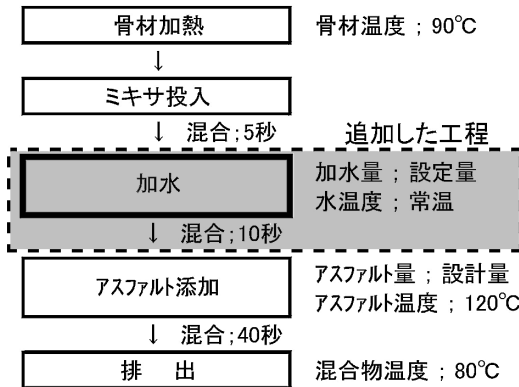 骨材加熱 骨材温度 ; 90℃
↓
ミキサ投入
↓ 混合;5秒 追加した工程
加水 加水量 ; 設定量
水温度 ; 常温
↓ 混合;10秒
アスファルト添加 アスファルト量 ; 設計量
アスファルト温度 ; 120℃
↓ 混合;40秒
排 出 混合物温度 ; 80℃